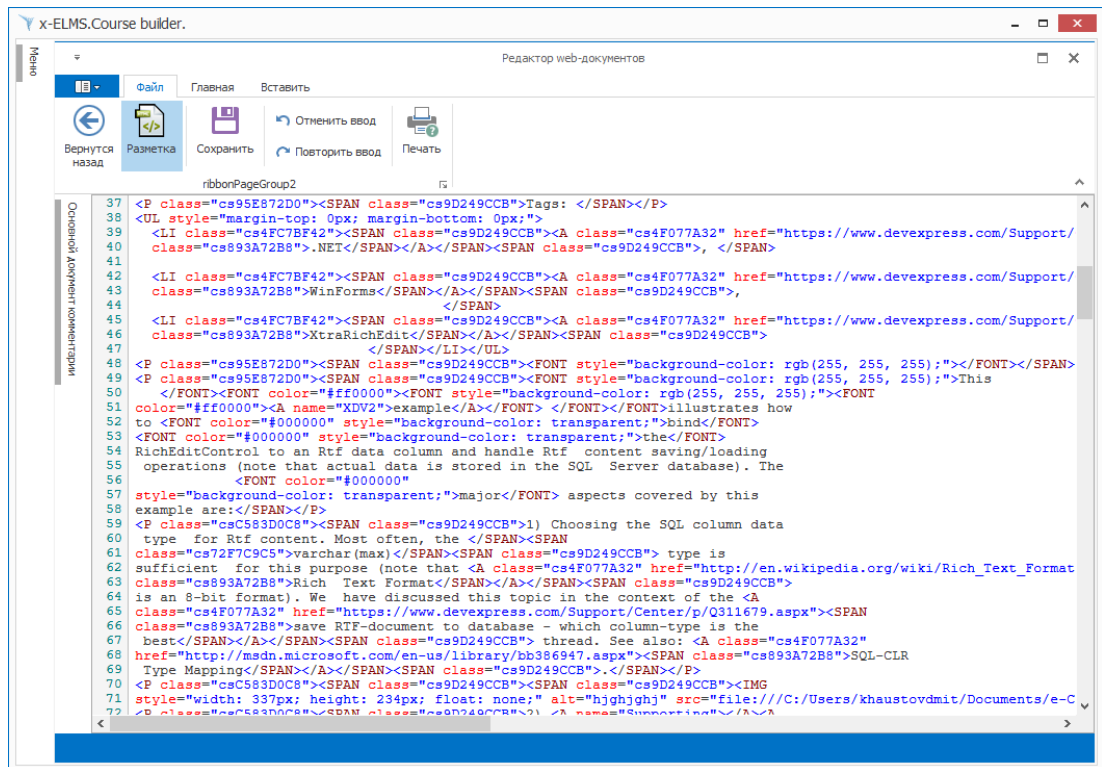 x-ELMS.Course builder.
Меню
Редактор web-документов
Файл Главная Вставить
Вернутся назад
Разметка
Сохранить
Отменить ввод
Повторить ввод
Печать
ribbonPageGroup2
Основной документ комментарии
37 <P class="cs95E872D0"><SPAN class="cs9D249CCB">Tags: </SPAN></P>
38 <UL style="margin-top: 0px; margin-bottom: 0px;">
39 <LI class="cs4FC7BF42"><SPAN class="cs9D249CCB"><A class="cs4F077A32" href="https://www.devexpress.com/Support/
40 class="cs893A72B8">.NET</SPAN></A></SPAN><SPAN class="cs9D249CCB">, </SPAN>
41
42 <LI class="cs4FC7BF42"><SPAN class="cs9D249CCB"><A class="cs4F077A32" href="https://www.devexpress.com/Support/
43 class="cs893A72B8">WinForms</SPAN></A></SPAN><SPAN class="cs9D249CCB">,
44 </SPAN>
45 <LI class="cs4FC7BF42"><SPAN class="cs9D249CCB"><A class="cs4F077A32" href="https://www.devexpress.com/Support/
46 class="cs893A72B8">XtraRichEdit</SPAN></A></SPAN><SPAN class="cs9D249CCB">
47 </SPAN></LI></UL>
48 <P class="cs95E872D0"><SPAN class="cs9D249CCB"><FONT style="background-color: rgb(255, 255, 255);"></FONT></SPAN>
49 <P class="cs95E872D0"><SPAN class="cs9D249CCB"><FONT style="background-color: rgb(255, 255, 255);">This
50 </FONT><FONT color="#ff0000"><FONT style="background-color: rgb(255, 255, 255);"><FONT
51 color="#ff0000"><A name="XDV2">example</A></FONT> </FONT></FONT>illustrates how
52 to <FONT color="#000000" style="background-color: transparent;">bind</FONT>
53 <FONT color="#000000" style="background-color: transparent;">the</FONT>
54 RichEditControl to an Rtf data column and handle Rtf content saving/loading
55 operations (note that actual data is stored in the SQL Server database). The
56 <FONT color="#000000"
57 style="background-color: transparent;">major</FONT> aspects covered by this
58 example are:</SPAN></P>
59 <P class="csC583D0C8"><SPAN class="cs9D249CCB">1) Choosing the SQL column data
60 type for Rtf content. Most often, the </SPAN><SPAN
61 class="cs72F7C9C5">varchar(max)</SPAN><SPAN class="cs9D249CCB"> type is
62 sufficient for this purpose (note that <A class="cs4F077A32" href="http://en.wikipedia.org/wiki/Rich_Text_Format
63 class="cs893A72B8">Rich Text Format</SPAN></A></SPAN><SPAN class="cs9D249CCB">
64 is an 8-bit format). We have discussed this topic in the context of the <A
65 class="cs4F077A32" href="https://www.devexpress.com/Support/Center/p/Q311679.aspx"><SPAN
66 class="cs893A72B8">save RTF-document to database - which column-type is the
67 best</SPAN></A></SPAN><SPAN class="cs9D249CCB"> thread. See also: <A class="cs4F077A32"
68 href="http://msdn.microsoft.com/en-us/library/bb386947.aspx"><SPAN class="cs893A72B8">SQL-CLR
69 Type Mapping</SPAN></A></SPAN><SPAN class="cs9D249CCB">.</SPAN></P>
70 <P class="csC583D0C8"><SPAN class="cs9D249CCB"><SPAN class="cs9D249CCB"><IMG
71 style="width: 337px; height: 234px; float: none;" alt="hjghjghj" src="file:///C:/Users/khaustovdmit/Documents/e-C
72 <P class="csC583D0C8"><SPAN class="cs9D249CCB">2) <A name="Supporting"></A><A